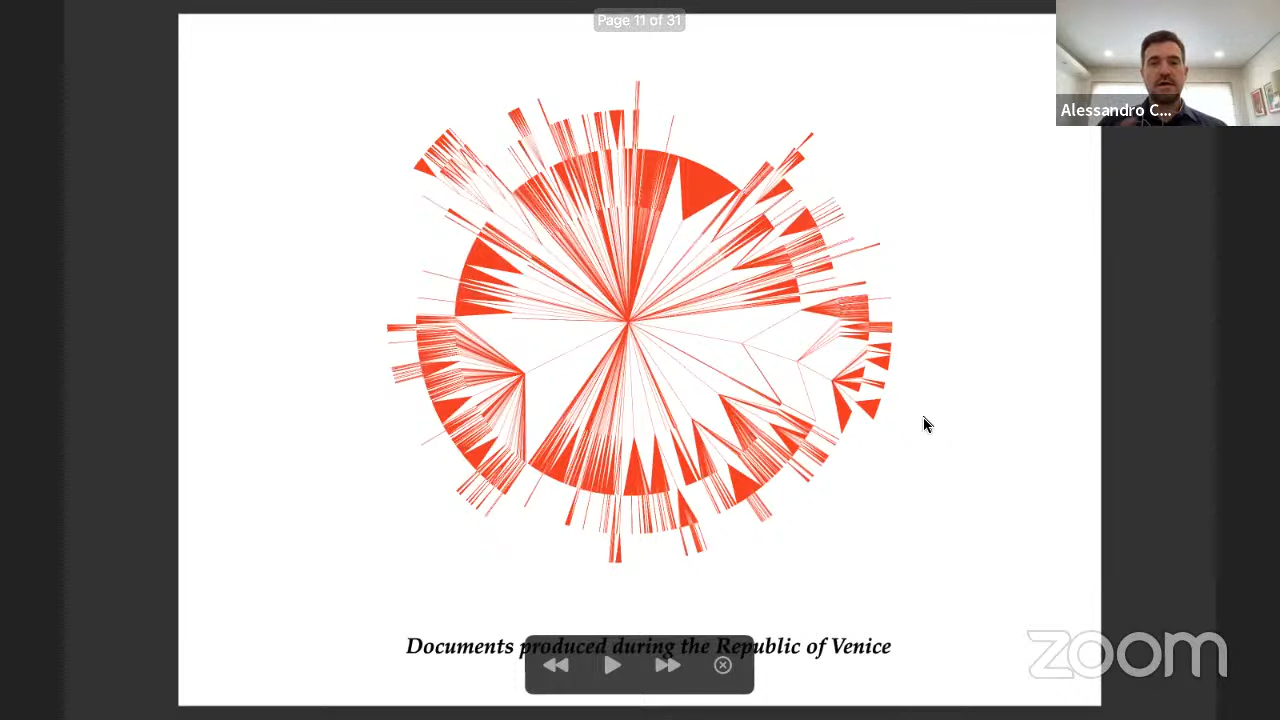 Page 11 of 31
Alessandro C...
Documents produced during the Republic of Venice
zoom